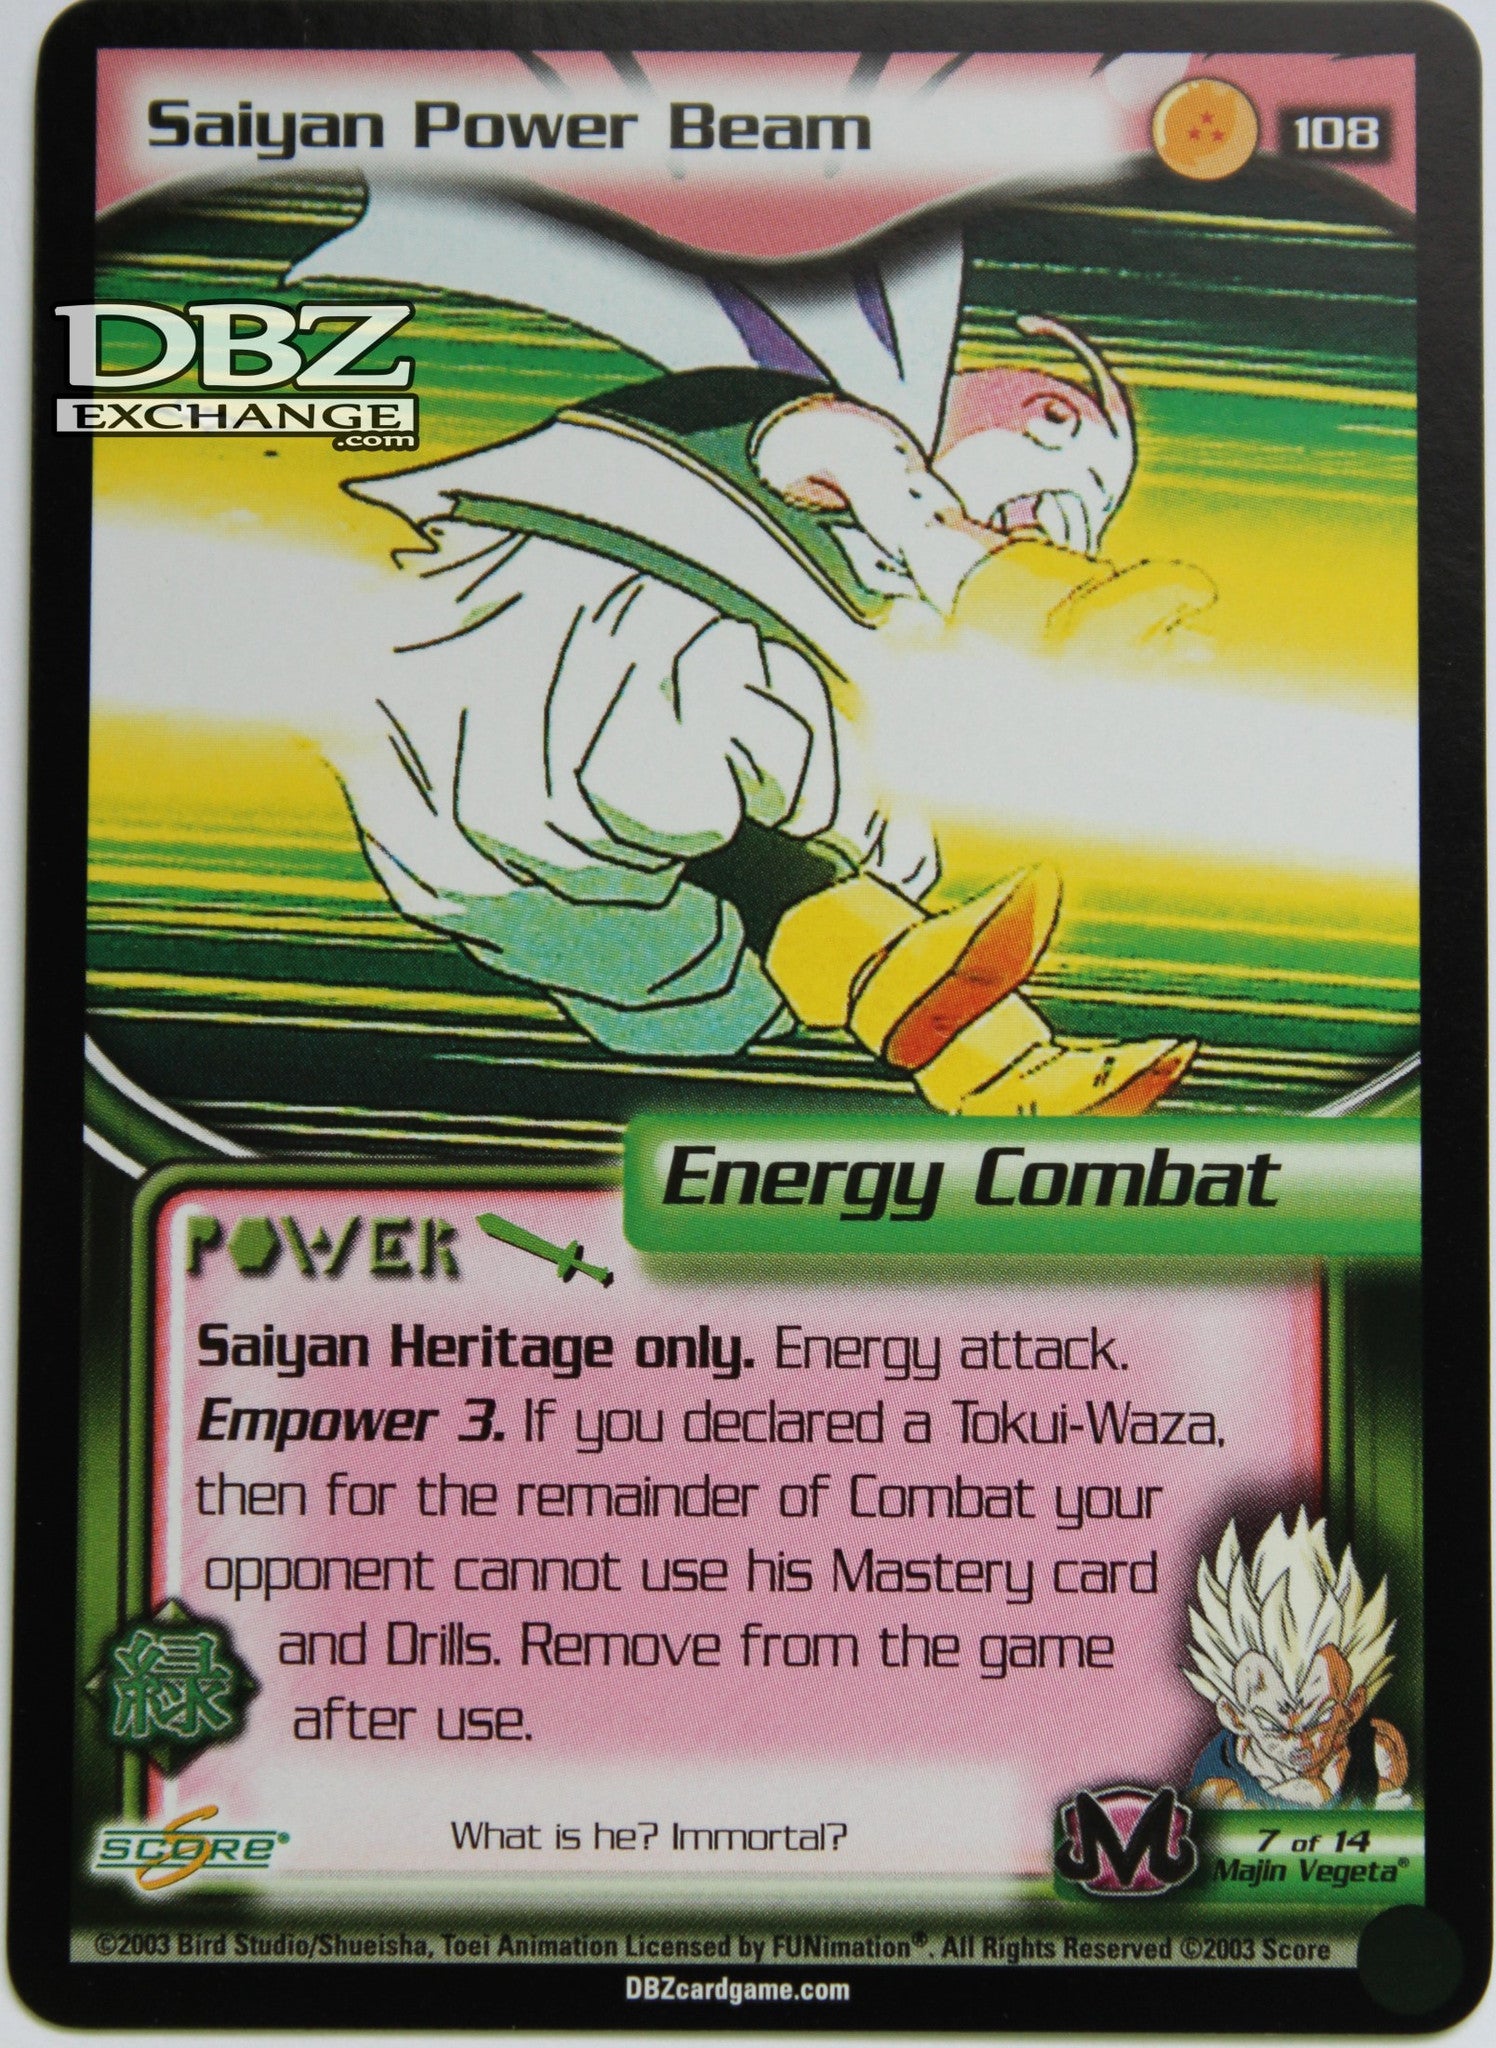 Saiyan Power Beam
108
DBZ
EXCHANGE
.com
Energy Combat
POWER
Saiyan Heritage only. Energy attack.
Empower 3. If you declared a Tokui-Waza,
then for the remainder of Combat your
opponent cannot use his Mastery card
and Drills. Remove from the game
after use.
緑
SCORE®
What is he? Immortal?
M
7 of 14
Majin Vegeta®
©2003 Bird Studio/Shueisha, Toei Animation Licensed by FUNimation®. All Rights Reserved ©2003 Score
DBZcardgame.com